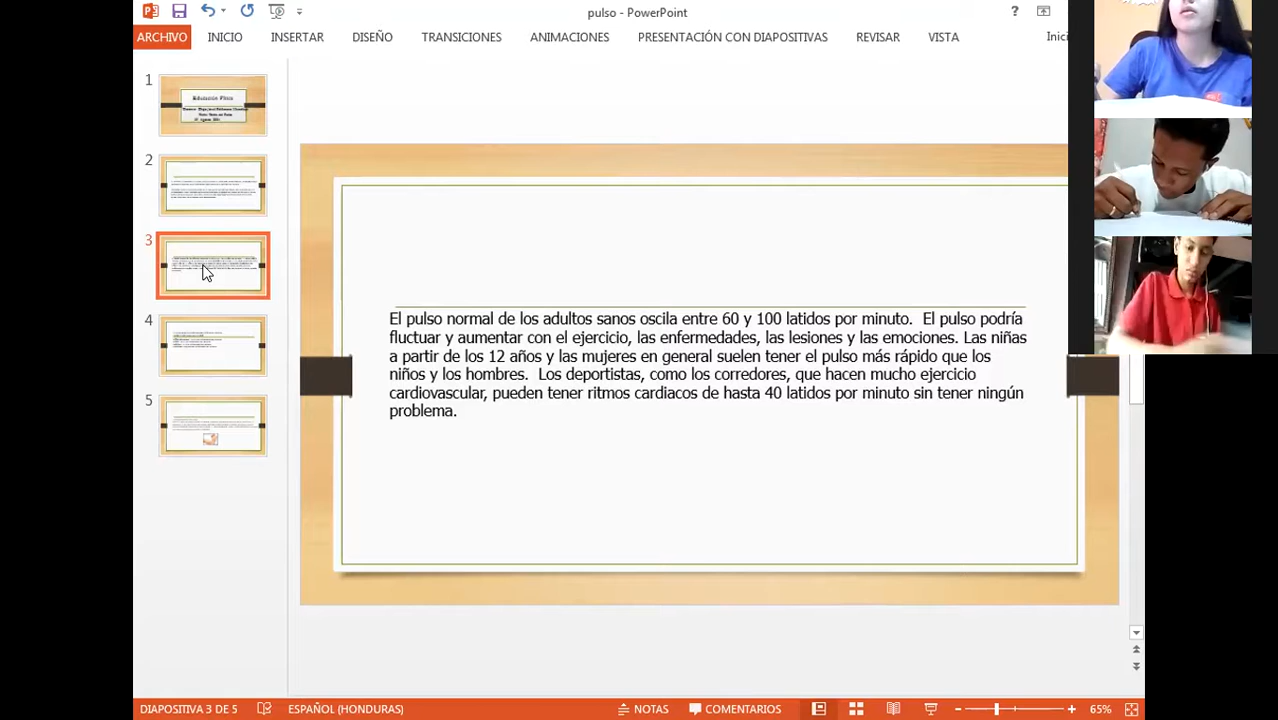 pulso - PowerPoint
?
ARCHIVO INICIO INSERTAR DISEÑO TRANSICIONES ANIMACIONES PRESENTACIÓN CON DIAPOSITIVAS REVISAR VISTA Inici
1
Educación Física
2
3
4
5
El pulso normal de los adultos sanos oscila entre 60 y 100 latidos por minuto. El pulso podría
fluctuar y aumentar con el ejercicio, las enfermedades, las lesiones y las emociones. Las niñas
a partir de los 12 años y las mujeres en general suelen tener el pulso más rápido que los
niños y los hombres. Los deportistas, como los corredores, que hacen mucho ejercicio
cardiovascular, pueden tener ritmos cardiacos de hasta 40 latidos por minuto sin tener ningún
problema.
DIAPOSITIVA 3 DE 5 ESPAÑOL (HONDURAS) NOTAS COMENTARIOS 65%